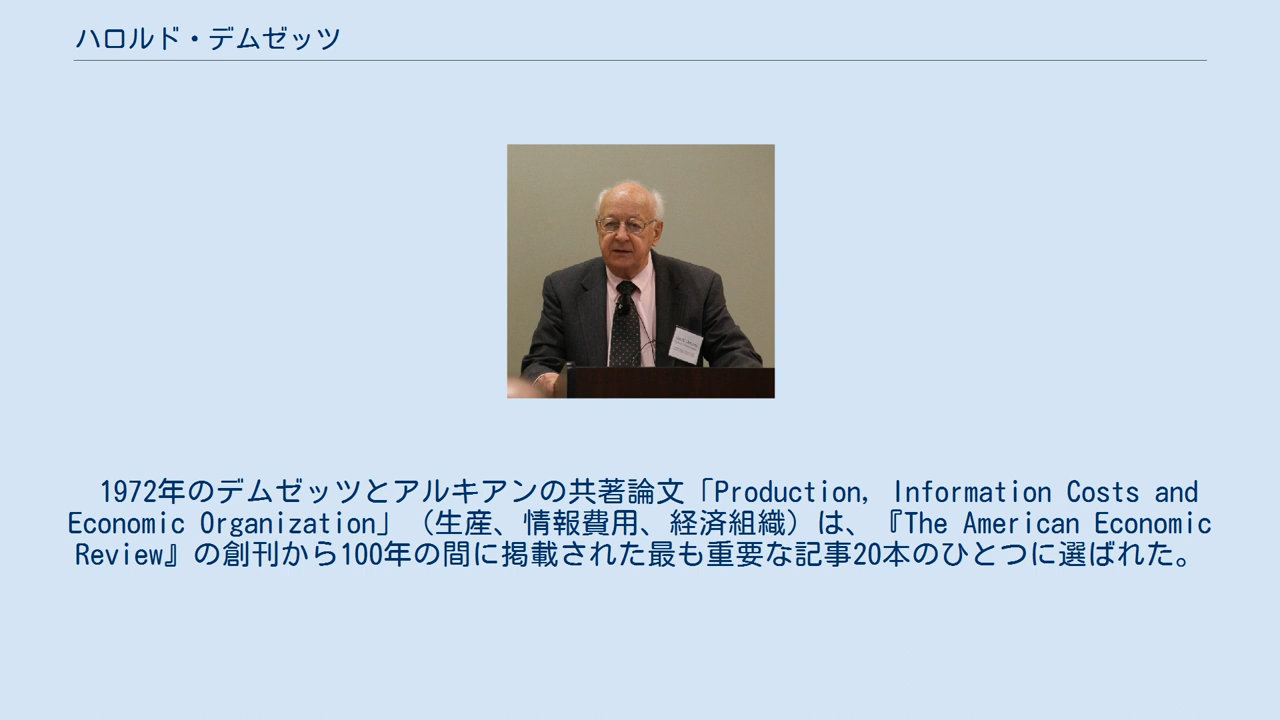 ハロルド・デムゼッツ
1972年のデムゼッツとアルキアンの共著論文「Production, Information Costs and
Economic Organization」（生産、情報費用、経済組織）は、『The American Economic
Review』の創刊から100年の間に掲載された最も重要な記事20本のひとつに選ばれた。